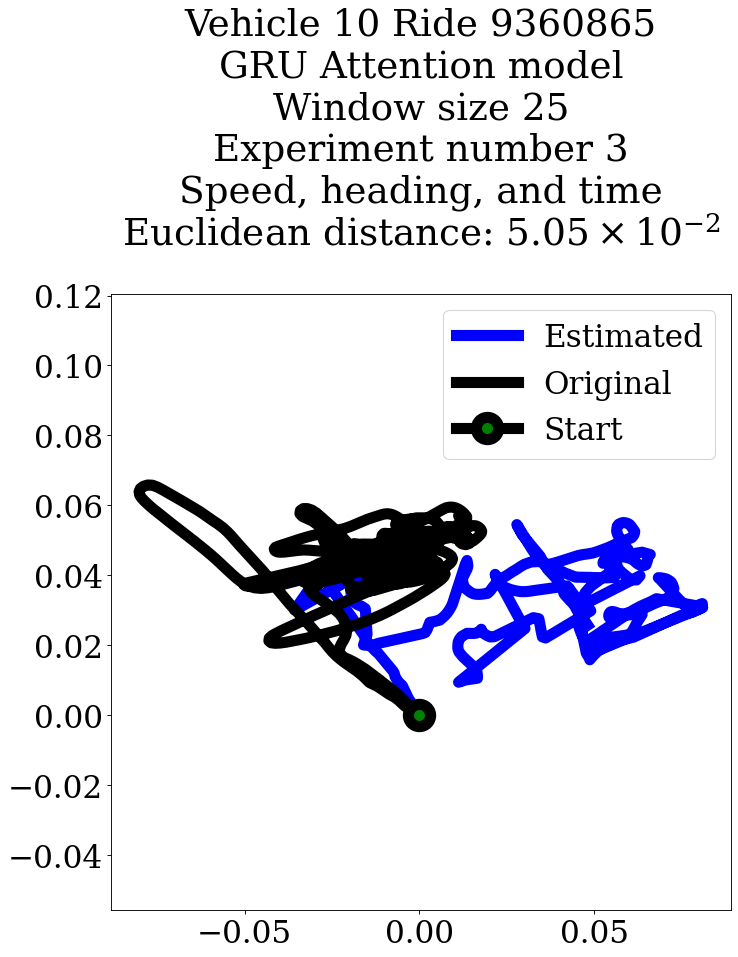 Vehicle 10 Ride 9360865
GRU Attention model
Window size 25
Experiment number 3
Speed, heading, and time
Euclidean distance: 5.05 × 10⁻²
0.12
0.10
0.08
0.06
0.04
0.02
0.00
−0.02
−0.04
Estimated
Original
Start
−0.05
0.00
0.05